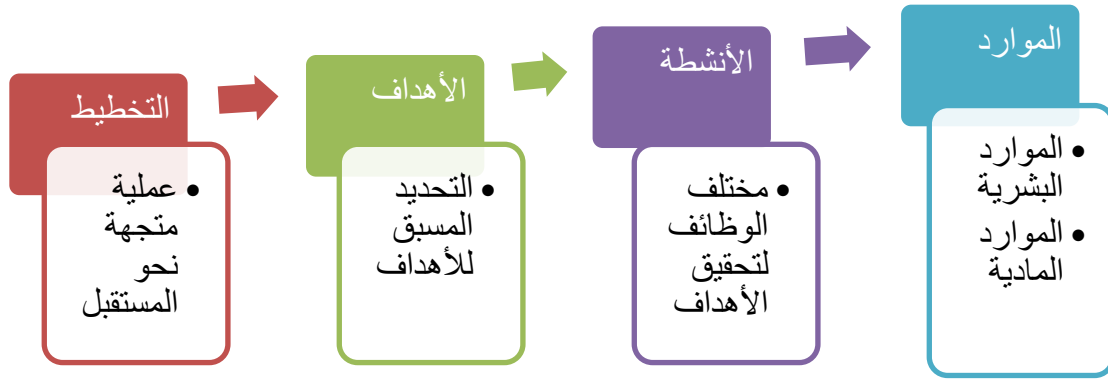 التخطيط
• عملية
متجهة
نحو
المستقبل
الأهداف
• التحديد
المسبق
للأهداف
الأنشطة
• مختلف
الوظائف
لتحقيق
الأهداف
الموارد
• الموارد
البشرية
• الموارد
المادية